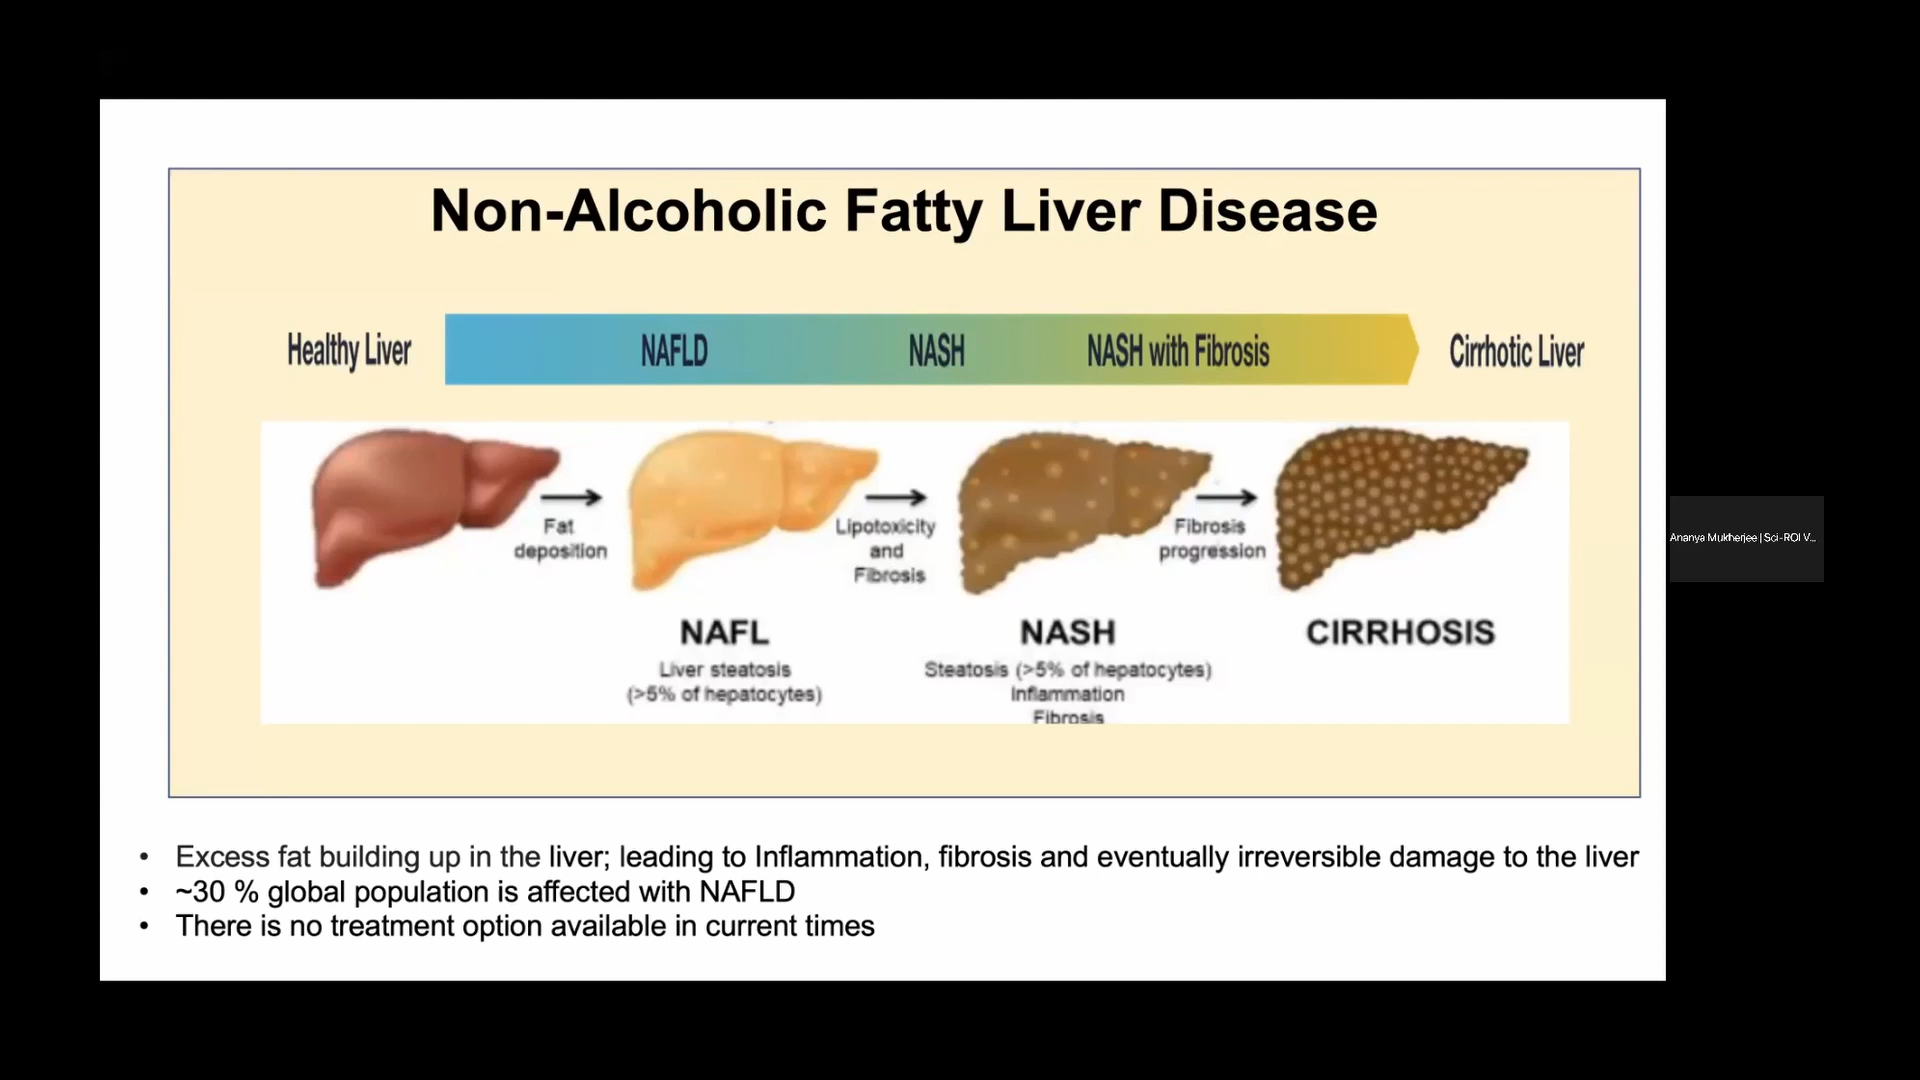 Non-Alcoholic Fatty Liver Disease
Healthy Liver
NAFLD
NASH
NASH with Fibrosis
Cirrhotic Liver
Fat
deposition
Lipotoxicity
and
Fibrosis
Fibrosis
progression
NAFL
Liver steatosis
(>5% of hepatocytes)
NASH
Steatosis (>5% of hepatocytes)
Inflammation
Fibrosis
CIRRHOSIS
• Excess fat building up in the liver; leading to Inflammation, fibrosis and eventually irreversible damage to the liver
• ~30 % global population is affected with NAFLD
• There is no treatment option available in current times
Ananya Mukherjee | Sci-ROI V...